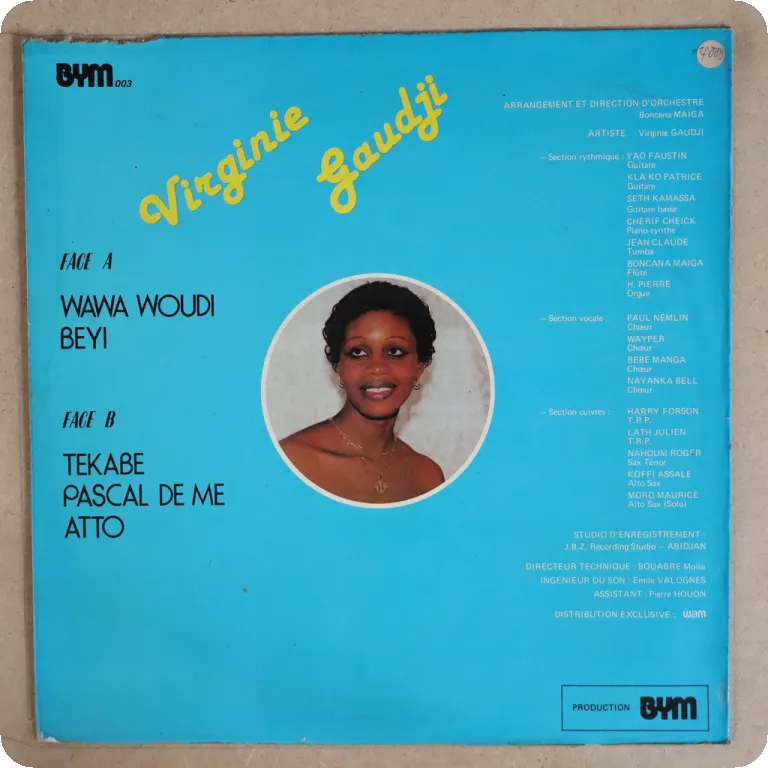 BYM 003
Virginie Gaudji
FACE A
WAWA WOUDI
BEYI
FACE B
TEKABE
PASCAL DE ME
ATTO
ARRANGEMENT ET DIRECTION D'ORCHESTRE
Boncana MAIGA
ARTISTE : Virginie GAUDJI
– Section rythmique : YAO FAUSTIN
Guitare
KLA KO PATRICE
Guitare
SETH KAMASSA
Guitare basse
CHERIF CHEICK
Piano-synthe
JEAN CLAUDE
Tumba
BONCANA MAIGA
Flûte
H. PIERRE
Orgue
– Section vocale : PAUL NEMLIN
Chœur
WAYPER
Chœur
BEBE MANGA
Chœur
NAYANKA BELL
Chœur
– Section cuivres : HARRY FORSON
T.R.P.
LATH JULIEN
T.R.P.
NAHOUM ROGER
Sax Ténor
KOFFI ASSALE
Alto Sax
MORO MAURICE
Alto Sax (Solo)
STUDIO D'ENREGISTREMENT :
J.B.Z. Recording Studio – ABIDJAN
DIRECTEUR TECHNIQUE : BOUABRE Moïse
INGENIEUR DU SON : Emile VALOGNES
ASSISTANT : Pierre HOUON
DISTRIBUTION EXCLUSIVE : wam
PRODUCTION BYM